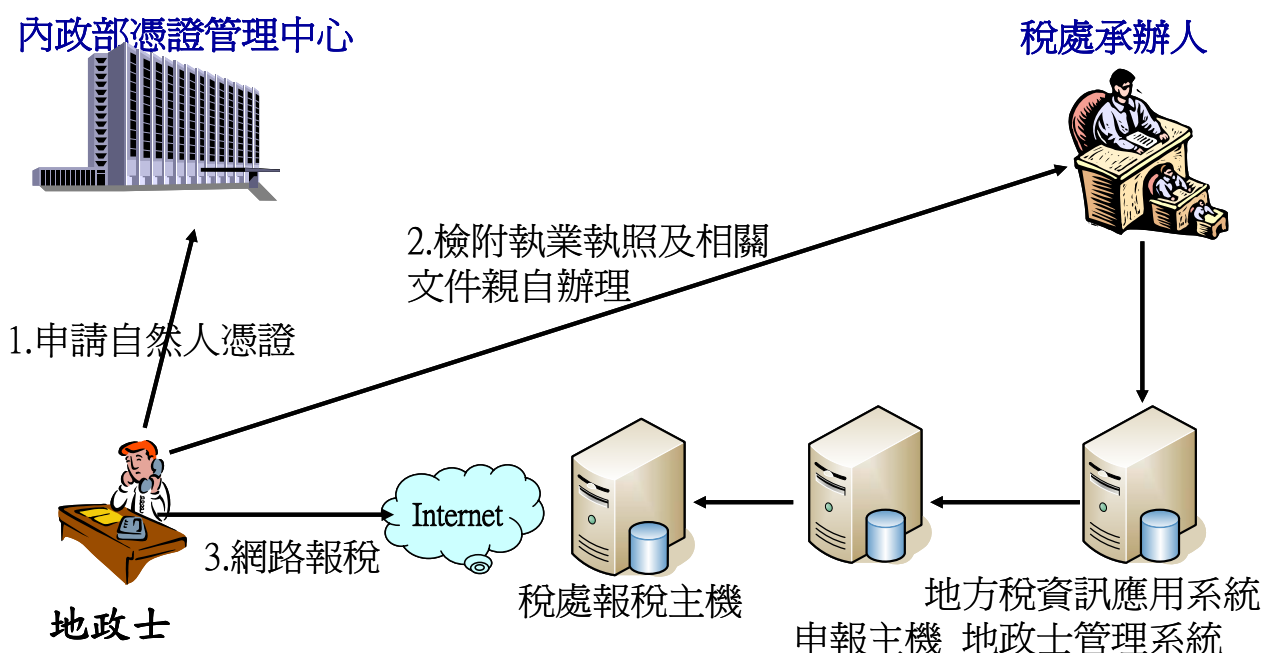 內政部憑證管理中心
稅處承辦人
2.檢附執業執照及相關
文件親自辦理
1.申請自然人憑證
Internet
3.網路報稅
稅處報稅主機
地方稅資訊應用系統
申報主機 地政士管理系統
地政士